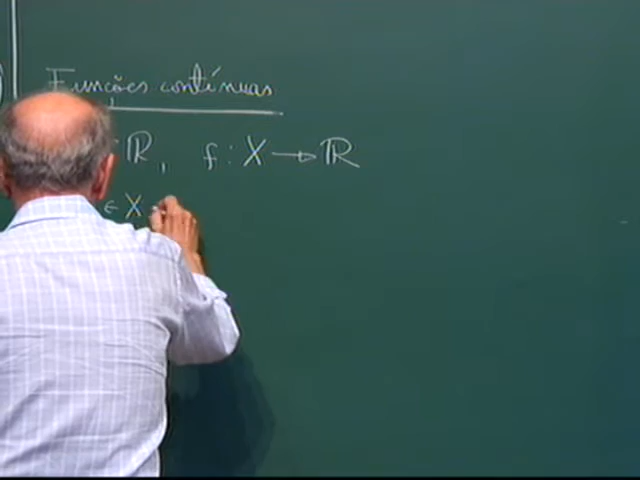 Funções contínuas
ℝ, f : X → ℝ
∈ X